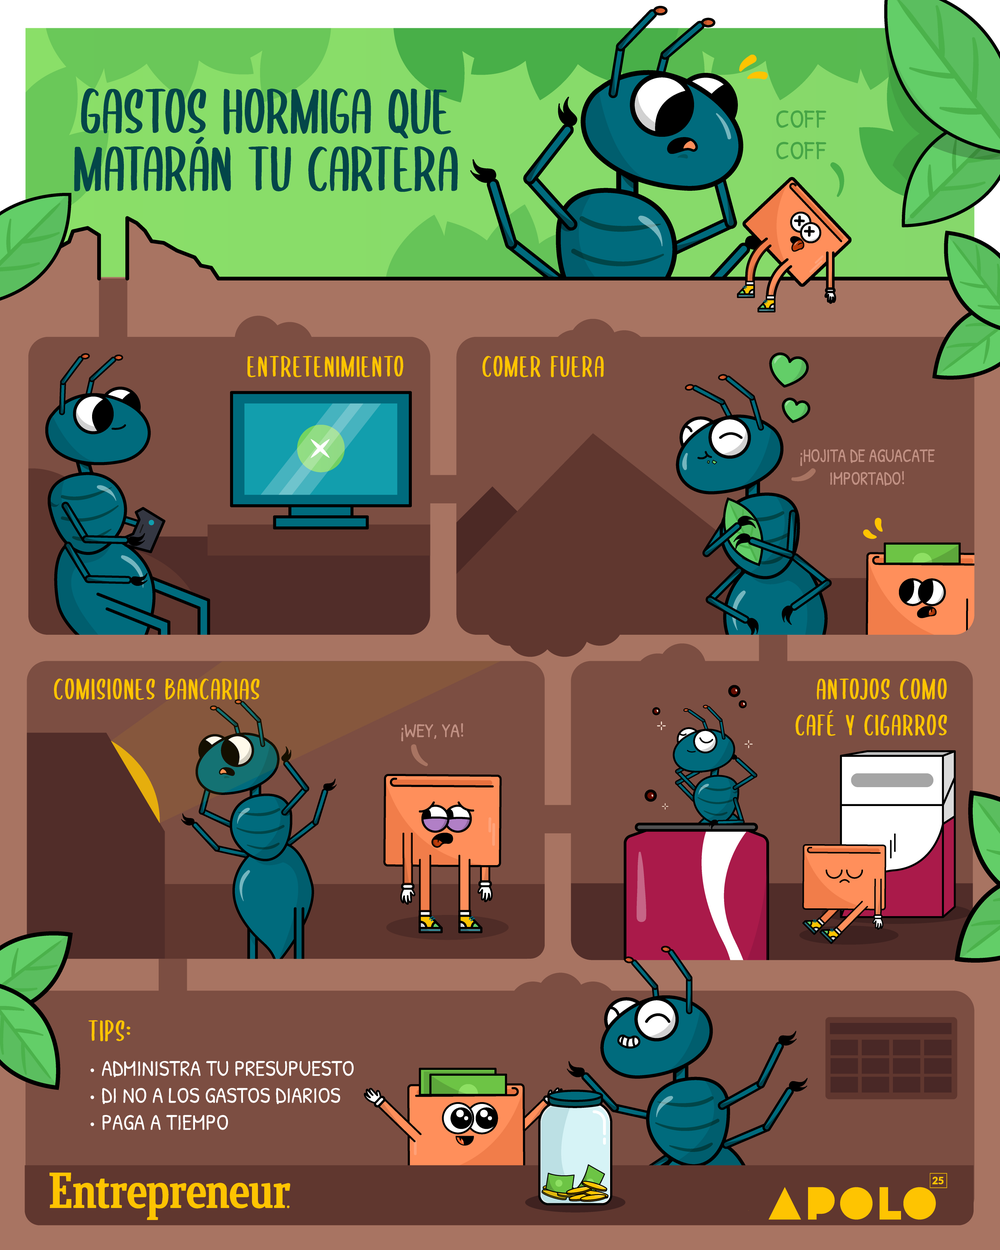 GASTOS HORMIGA QUE
MATARÁN TU CARTERA
COFF
COFF
ENTRETENIMIENTO
COMER FUERA
¡HOJITA DE AGUACATE
IMPORTADO!
COMISIONES BANCARIAS
¡WEY, YA!
ANTOJOS COMO
CAFÉ Y CIGARROS
TIPS:
• ADMINISTRA TU PRESUPUESTO
• DI NO A LOS GASTOS DIARIOS
• PAGA A TIEMPO
Entrepreneur.
APOLO 25